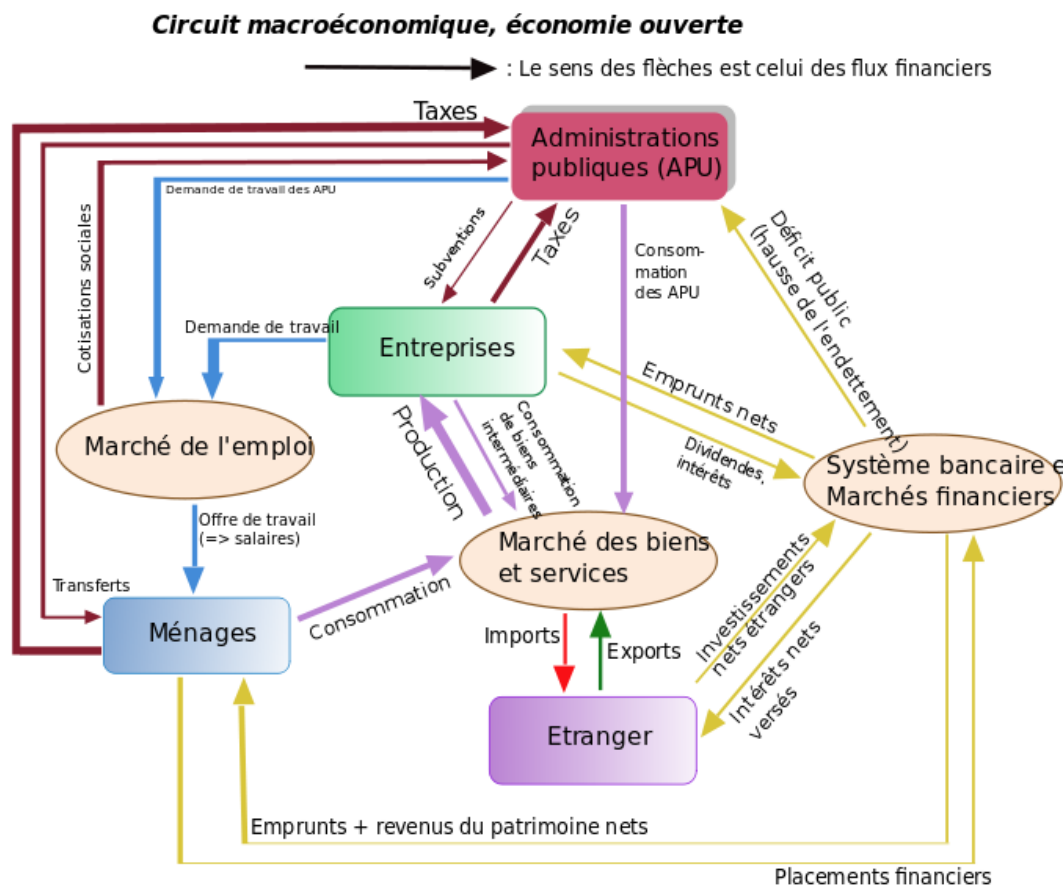 Circuit macroéconomique, économie ouverte
: Le sens des flèches est celui des flux financiers
Taxes
Administrations
publiques (APU)
Demande de travail des APU
Cotisations sociales
Subventions
Taxes
Consom-
mation
des APU
Déficit public
(hausse de l'endettement)
Demande de travail
Entreprises
Emprunts nets
Dividendes,
intérêts
Production
Consommation
de biens
intermédiaires
Marché de l'emploi
Système bancaire e
Marchés financiers
Offre de travail
(=> salaires)
Marché des biens
et services
Transferts
Ménages
Consommation
Imports
Exports
Investissements
nets étrangers
Intérêts nets
versés
Etranger
Emprunts + revenus du patrimoine nets
Placements financiers